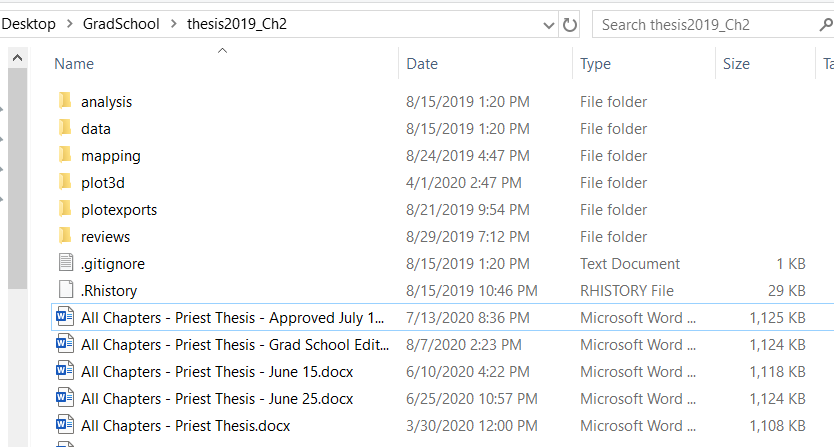 Desktop > GradSchool > thesis2019_Ch2 Search thesis2019_Ch2
Name Date Type Size
analysis 8/15/2019 1:20 PM File folder
data 8/15/2019 1:20 PM File folder
mapping 8/24/2019 4:47 PM File folder
plot3d 4/1/2020 2:47 PM File folder
plotexports 8/21/2019 9:54 PM File folder
reviews 8/29/2019 7:12 PM File folder
.gitignore 8/15/2019 1:20 PM Text Document 1 KB
.Rhistory 8/15/2019 10:46 PM RHISTORY File 29 KB
All Chapters - Priest Thesis - Approved July 1... 7/13/2020 8:36 PM Microsoft Word ... 1,125 KB
All Chapters - Priest Thesis - Grad School Edit... 8/7/2020 2:23 PM Microsoft Word ... 1,124 KB
All Chapters - Priest Thesis - June 15.docx 6/10/2020 4:22 PM Microsoft Word ... 1,118 KB
All Chapters - Priest Thesis - June 25.docx 6/25/2020 10:57 PM Microsoft Word ... 1,124 KB
All Chapters - Priest Thesis.docx 3/30/2020 12:00 PM Microsoft Word ... 1,108 KB